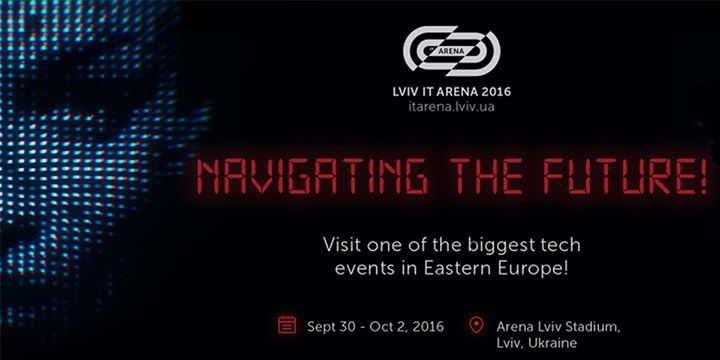 IT ARENA
LVIV IT ARENA 2016
itarena.lviv.ua
NAVIGATING THE FUTURE!
Visit one of the biggest tech
events in Eastern Europe!
Sept 30 - Oct 2, 2016
Arena Lviv Stadium,
Lviv, Ukraine